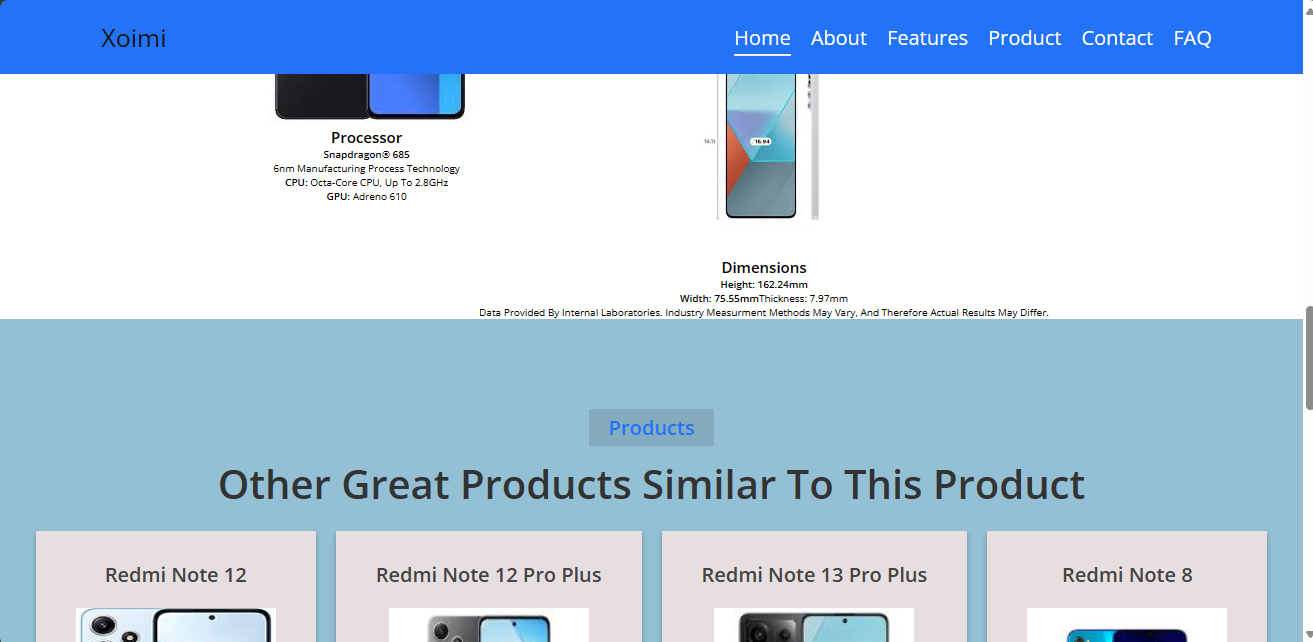 Xoimi
Home About Features Product Contact FAQ
Processor
Snapdragon® 685
6nm Manufacturing Process Technology
CPU: Octa-Core CPU, Up To 2.8GHz
GPU: Adreno 610
16.11
16.94
Dimensions
Height: 162.24mm
Width: 75.55mmThickness: 7.97mm
Data Provided By Internal Laboratories. Industry Measurment Methods May Vary, And Therefore Actual Results May Differ.
Products
Other Great Products Similar To This Product
Redmi Note 12
Redmi Note 12 Pro Plus
Redmi Note 13 Pro Plus
Redmi Note 8